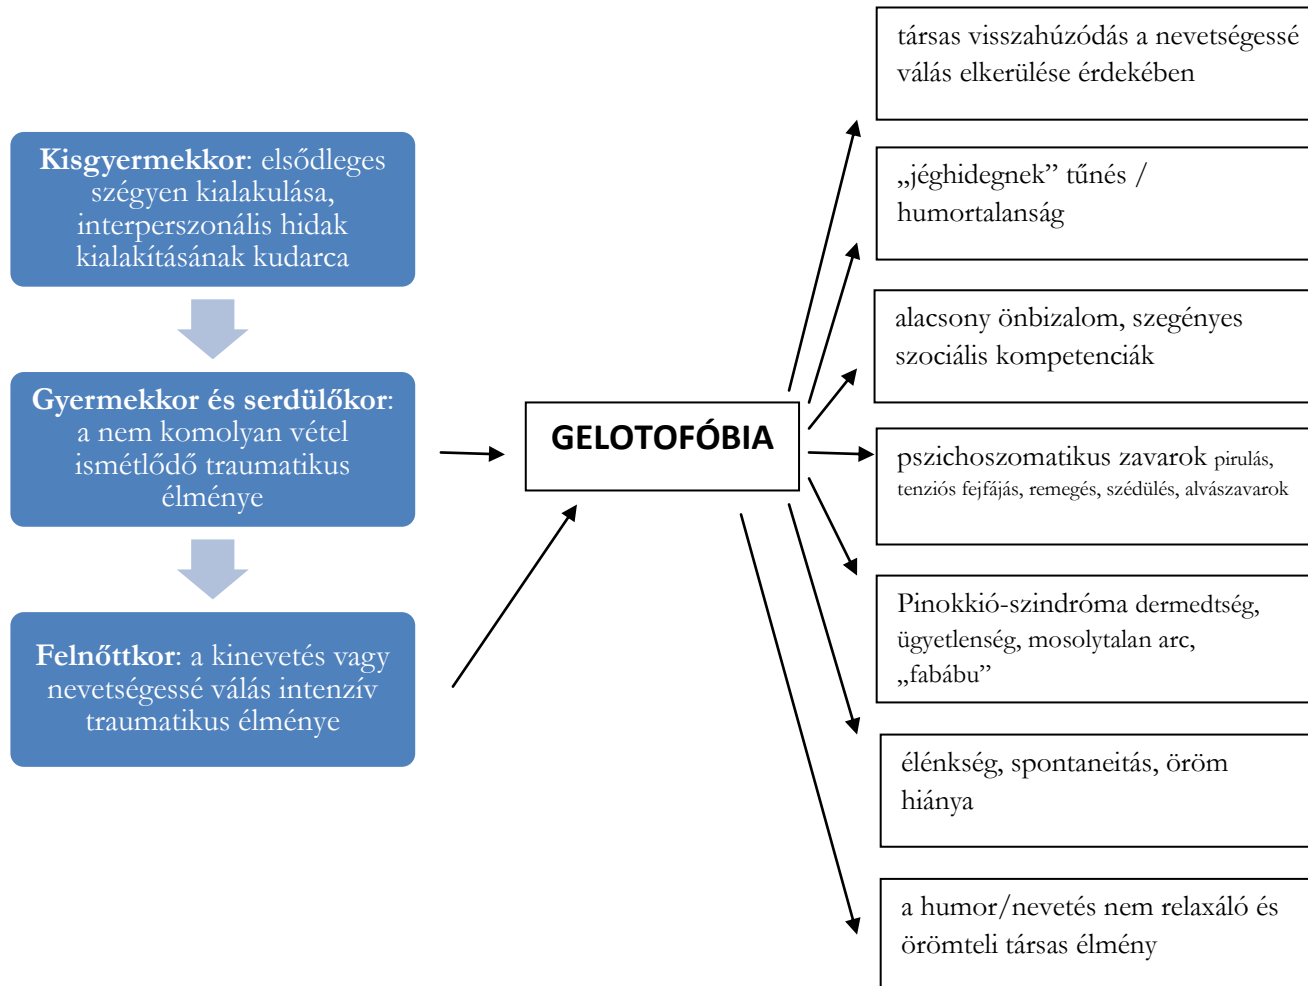 Kisgyermekkor: elsődleges
szégyen kialakulása,
interperszonális hidak
kialakításának kudarca
Gyermekkor és serdülőkor:
a nem komolyan vétel
ismétlődő traumatikus
élménye
Felnőttkor: a kinevetés vagy
nevetségessé válás intenzív
traumatikus élménye
GELOTOFÓBIA
társas visszahúzódás a nevetségessé
válás elkerülése érdekében
„jéghidegnek” tűnés /
humortalanság
alacsony önbizalom, szegényes
szociális kompetenciák
pszichoszomatikus zavarok pirulás,
tenziós fejfájás, remegés, szédülés, alvászavarok
Pinokkió-szindróma dermedtség,
ügyetlenség, mosolytalan arc,
„fabábu”
élénkség, spontaneitás, öröm
hiánya
a humor/nevetés nem relaxáló és
örömteli társas élmény